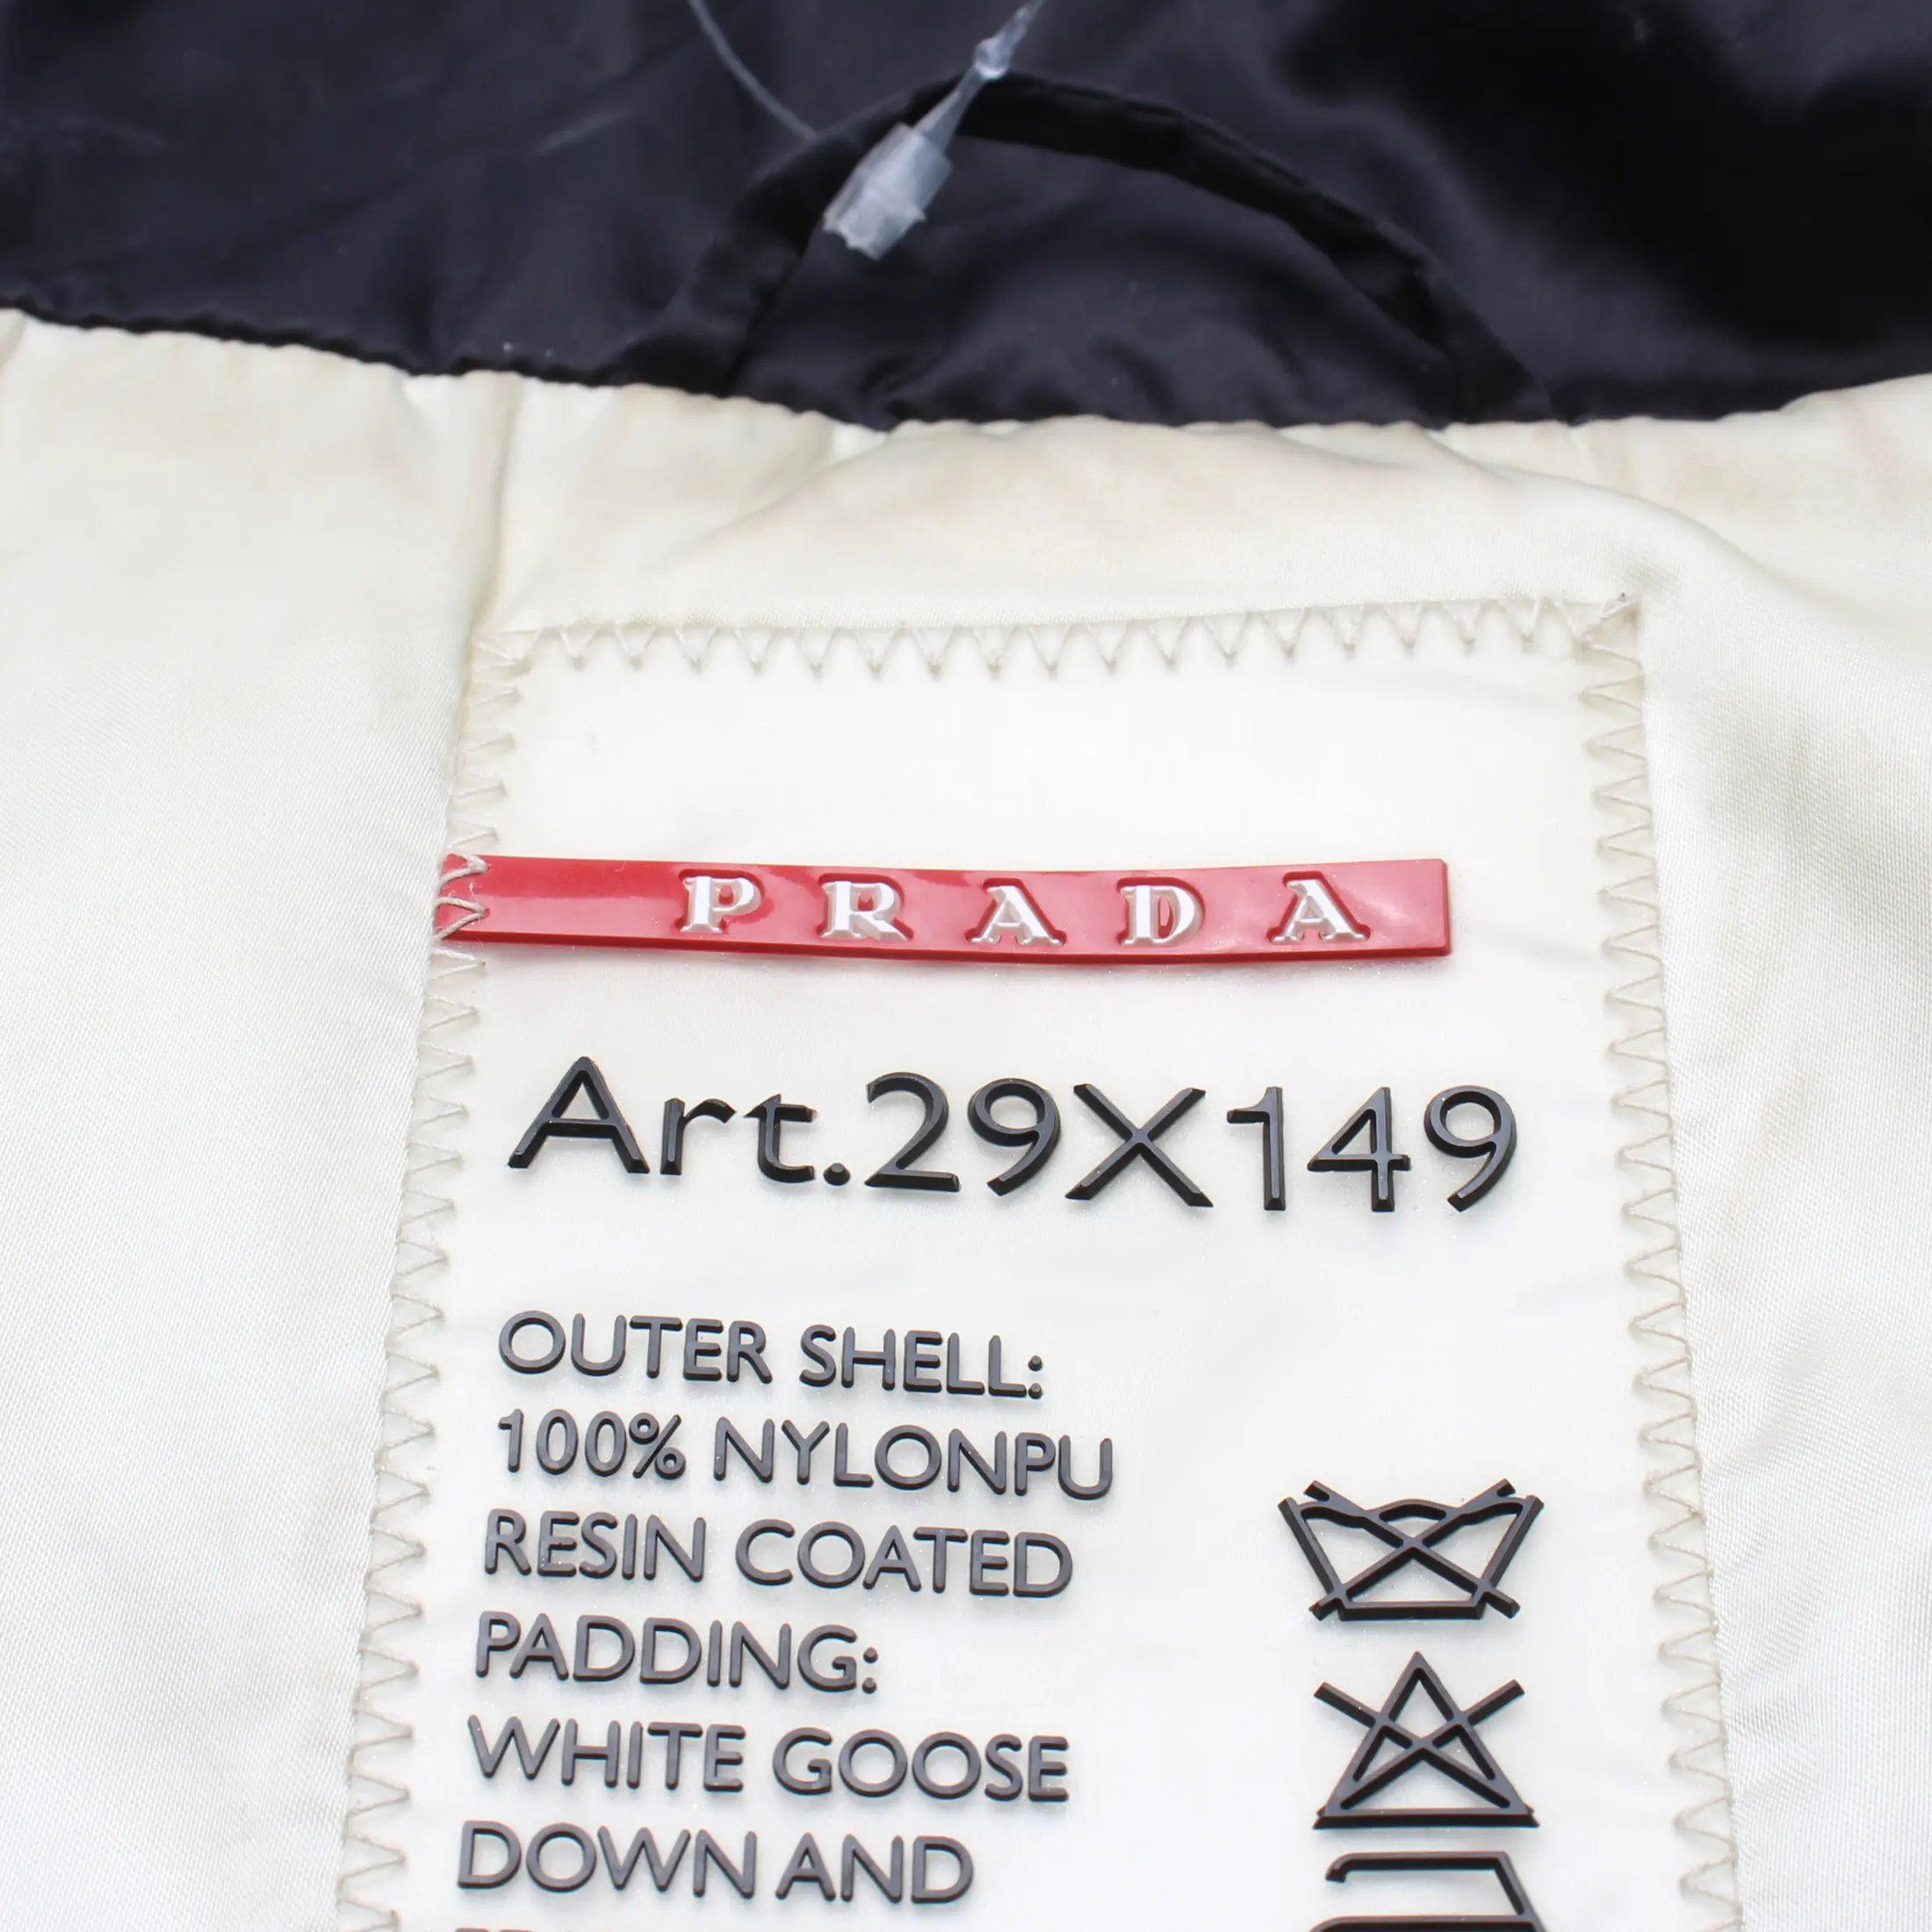 PRADA
Art.29X149
OUTER SHELL:
100% NYLONPU
RESIN COATED
PADDING:
WHITE GOOSE
DOWN AND